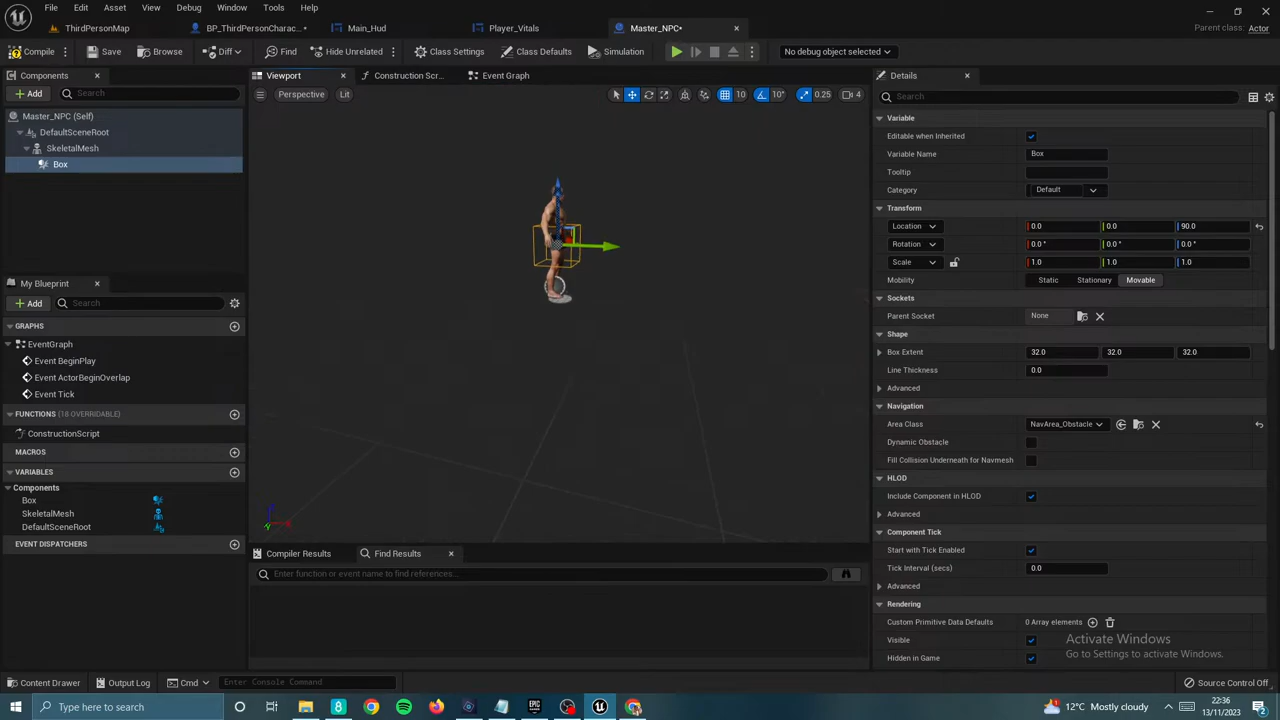 File Edit Asset View Debug Window Tools Help
ThirdPersonMap BP_ThirdPersonCharac...• Main_Hud Player_Vitals Master_NPC•
Parent class: Actor
Compile Save Browse Diff Find Hide Unrelated Class Settings Class Defaults Simulation No debug object selected
Components
Add Search
Master_NPC (Self)
DefaultSceneRoot
SkeletalMesh
Box
My Blueprint
Add Search
GRAPHS
EventGraph
Event BeginPlay
Event ActorBeginOverlap
Event Tick
FUNCTIONS (18 OVERRIDABLE)
ConstructionScript
MACROS
VARIABLES
Components
Box
SkeletalMesh
DefaultSceneRoot
EVENT DISPATCHERS
Viewport Construction Scr... Event Graph
Perspective Lit 10 10° 0.25 4
Compiler Results Find Results
Enter function or event name to find references...
Details
Search
Variable
Editable when Inherited
Variable Name Box
Tooltip
Category Default
Transform
Location 0.0 0.0 90.0
Rotation 0.0 ° 0.0 ° 0.0 °
Scale 1.0 1.0 1.0
Mobility Static Stationary Movable
Sockets
Parent Socket None
Shape
Box Extent 32.0 32.0 32.0
Line Thickness 0.0
Advanced
Navigation
Area Class NavArea_Obstacle
Dynamic Obstacle
Fill Collision Underneath for Navmesh
HLOD
Include Component in HLOD
Advanced
Component Tick
Start with Tick Enabled
Tick Interval (secs) 0.0
Advanced
Rendering
Custom Primitive Data Defaults 0 Array elements
Visible
Hidden in Game
Activate Windows
Go to Settings to activate Windows.
Content Drawer Output Log Cmd Enter Console Command Source Control Off
Type here to search
12°C Mostly cloudy
22:36
13/11/2023